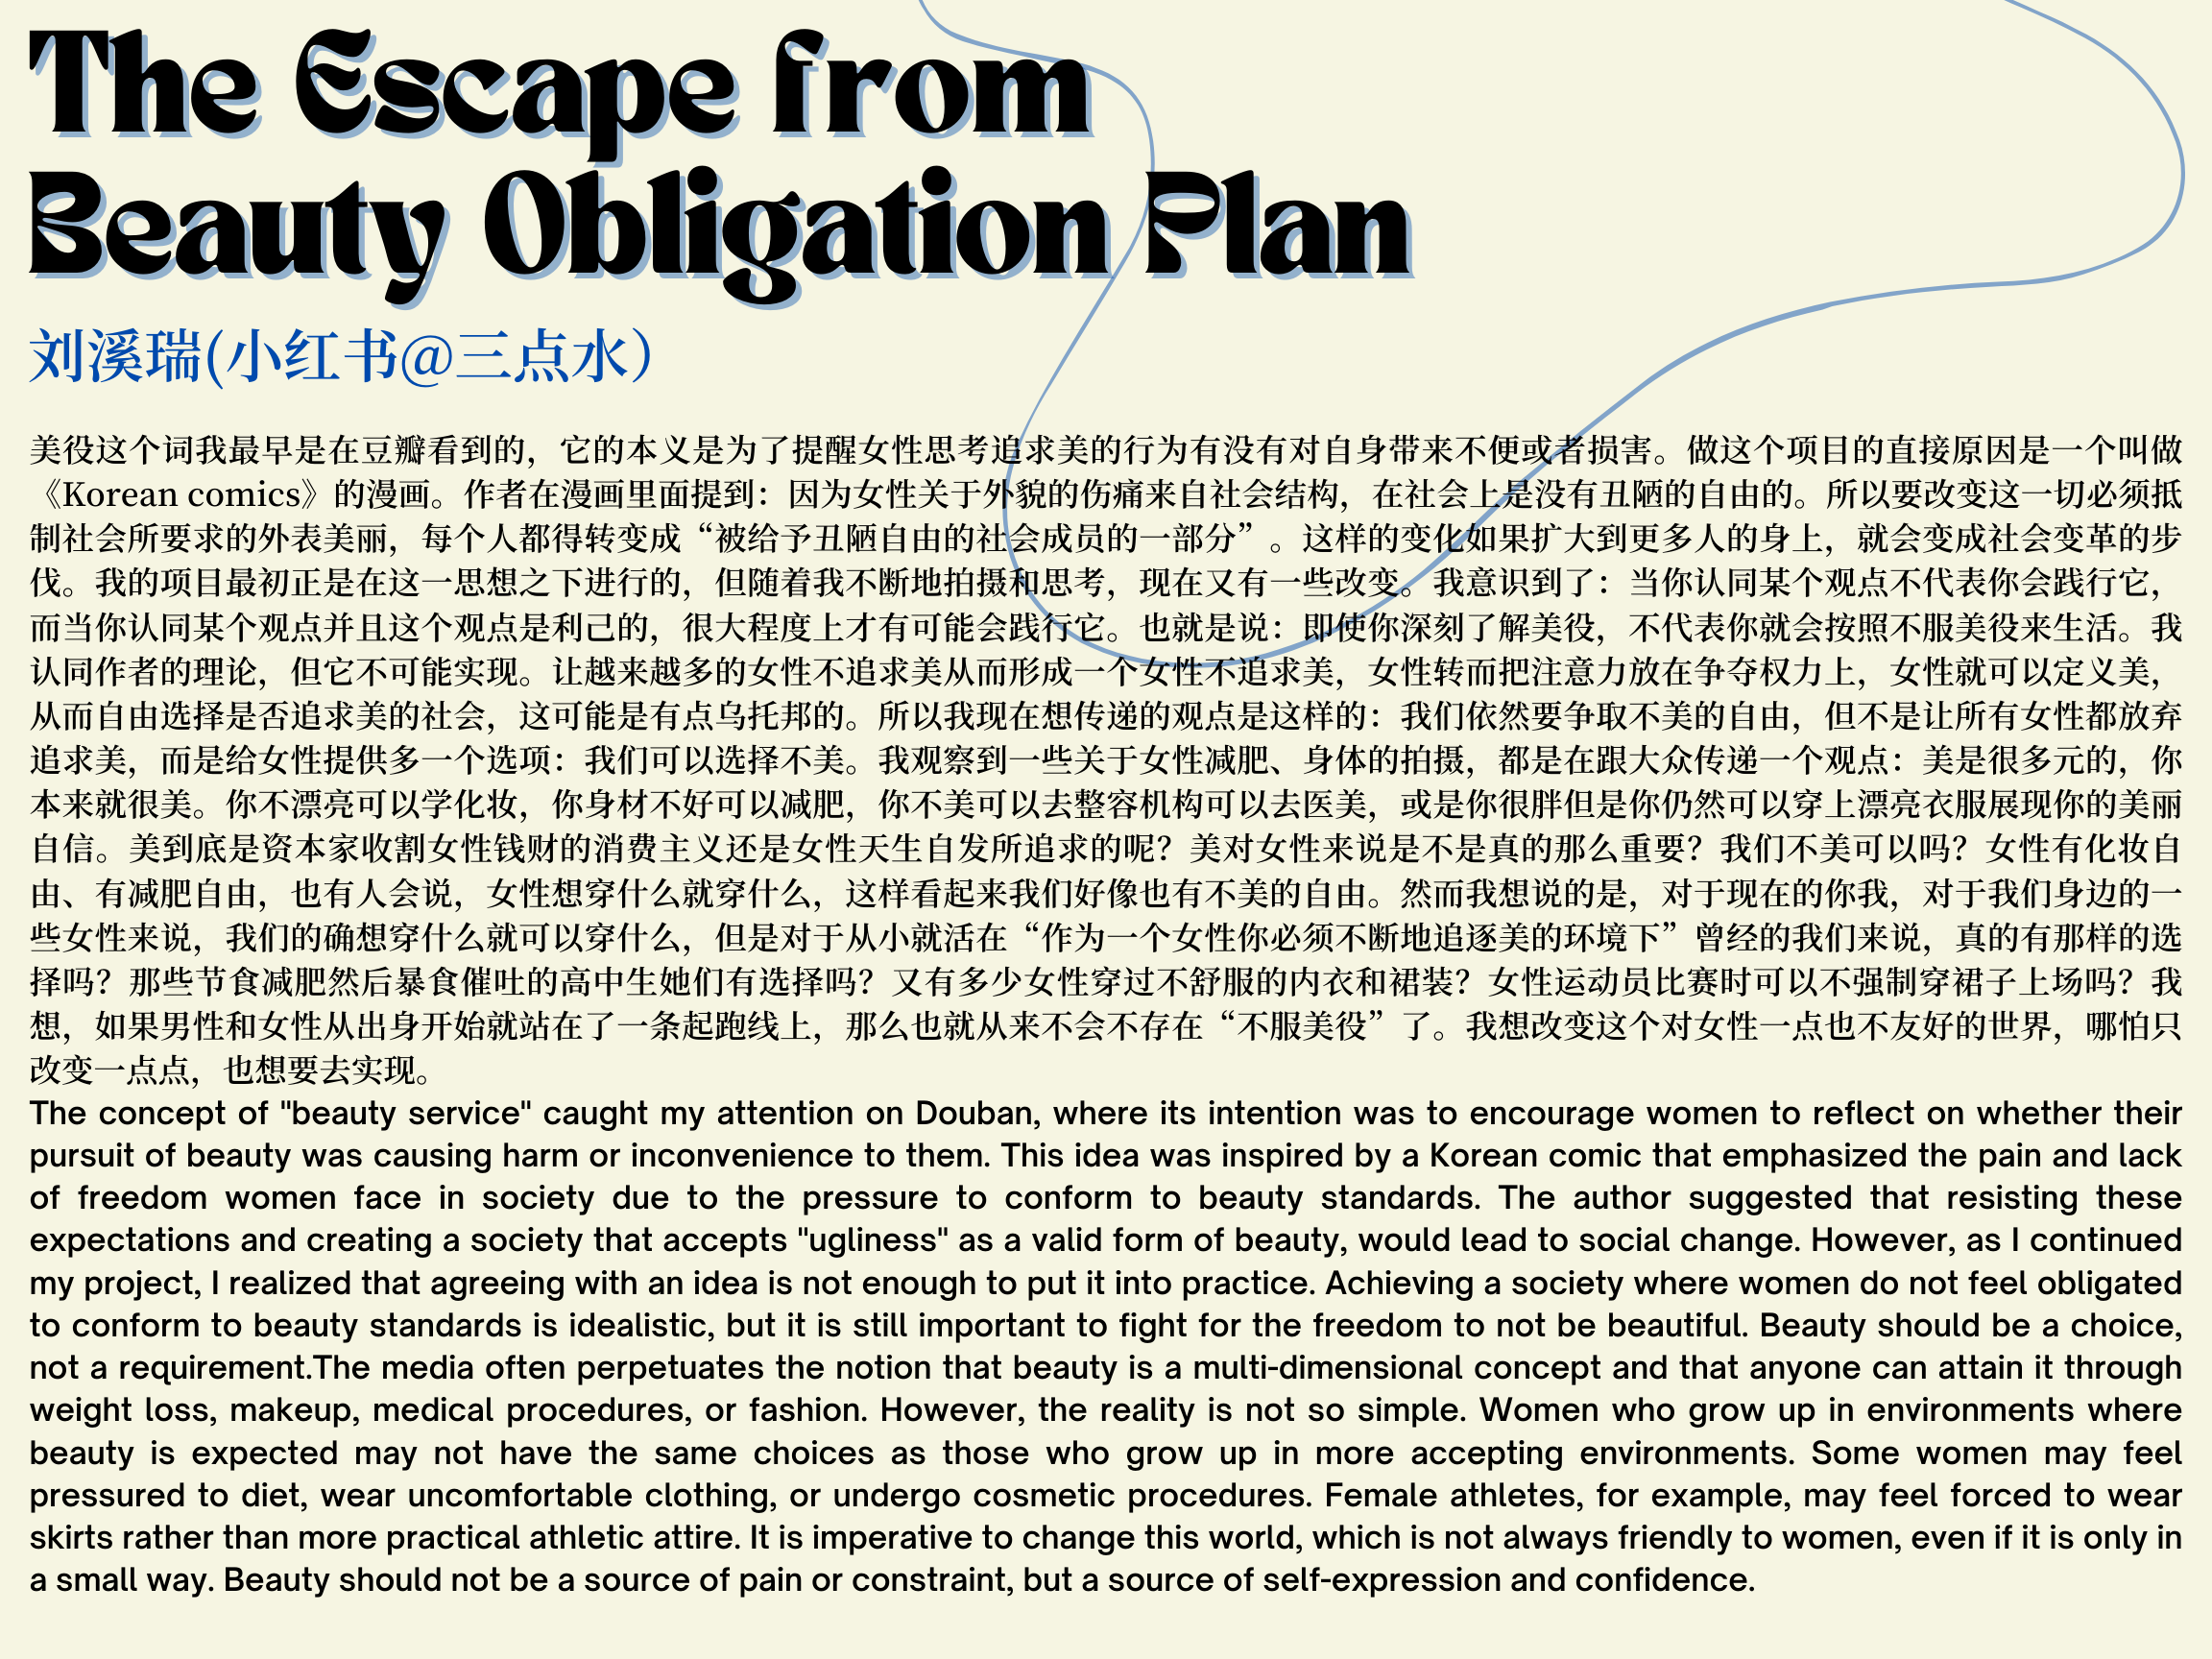 The Escape from
Beauty Obligation Plan
刘溪瑞(小红书@三点水）
美役这个词我最早是在豆瓣看到的，它的本义是为了提醒女性思考追求美的行为有没有对自身带来不便或者损害。做这个项目的直接原因是一个叫做
《Korean comics》的漫画。作者在漫画里面提到：因为女性关于外貌的伤痛来自社会结构，在社会上是没有丑陋的自由的。所以要改变这一切必须抵
制社会所要求的外表美丽，每个人都得转变成“被给予丑陋自由的社会成员的一部分”。这样的变化如果扩大到更多人的身上，就会变成社会变革的步
伐。我的项目最初正是在这一思想之下进行的，但随着我不断地拍摄和思考，现在又有一些改变。我意识到了：当你认同某个观点不代表你会践行它，
而当你认同某个观点并且这个观点是利己的，很大程度上才有可能会践行它。也就是说：即使你深刻了解美役，不代表你就会按照不服美役来生活。我
认同作者的理论，但它不可能实现。让越来越多的女性不追求美从而形成一个女性不追求美，女性转而把注意力放在争夺权力上，女性就可以定义美，
从而自由选择是否追求美的社会，这可能是有点乌托邦的。所以我现在想传递的观点是这样的：我们依然要争取不美的自由，但不是让所有女性都放弃
追求美，而是给女性提供多一个选项：我们可以选择不美。我观察到一些关于女性减肥、身体的拍摄，都是在跟大众传递一个观点：美是很多元的，你
本来就很美。你不漂亮可以学化妆，你身材不好可以减肥，你不美可以去整容机构可以去医美，或是你很胖但是你仍然可以穿上漂亮衣服展现你的美丽
自信。美到底是资本家收割女性钱财的消费主义还是女性天生自发所追求的呢？美对女性来说是不是真的那么重要？我们不美可以吗？女性有化妆自
由、有减肥自由，也有人会说，女性想穿什么就穿什么，这样看起来我们好像也有不美的自由。然而我想说的是，对于现在的你我，对于我们身边的一
些女性来说，我们的确想穿什么就可以穿什么，但是对于从小就活在“作为一个女性你必须不断地追逐美的环境下”曾经的我们来说，真的有那样的选
择吗？那些节食减肥然后暴食催吐的高中生她们有选择吗？又有多少女性穿过不舒服的内衣和裙装？女性运动员比赛时可以不强制穿裙子上场吗？我
想，如果男性和女性从出身开始就站在了一条起跑线上，那么也就从来不会不存在“不服美役”了。我想改变这个对女性一点也不友好的世界，哪怕只
改变一点点，也想要去实现。
The concept of "beauty service" caught my attention on Douban, where its intention was to encourage women to reflect on whether their
pursuit of beauty was causing harm or inconvenience to them. This idea was inspired by a Korean comic that emphasized the pain and lack
of freedom women face in society due to the pressure to conform to beauty standards. The author suggested that resisting these
expectations and creating a society that accepts "ugliness" as a valid form of beauty, would lead to social change. However, as I continued
my project, I realized that agreeing with an idea is not enough to put it into practice. Achieving a society where women do not feel obligated
to conform to beauty standards is idealistic, but it is still important to fight for the freedom to not be beautiful. Beauty should be a choice,
not a requirement.The media often perpetuates the notion that beauty is a multi-dimensional concept and that anyone can attain it through
weight loss, makeup, medical procedures, or fashion. However, the reality is not so simple. Women who grow up in environments where
beauty is expected may not have the same choices as those who grow up in more accepting environments. Some women may feel
pressured to diet, wear uncomfortable clothing, or undergo cosmetic procedures. Female athletes, for example, may feel forced to wear
skirts rather than more practical athletic attire. It is imperative to change this world, which is not always friendly to women, even if it is only in
a small way. Beauty should not be a source of pain or constraint, but a source of self-expression and confidence.